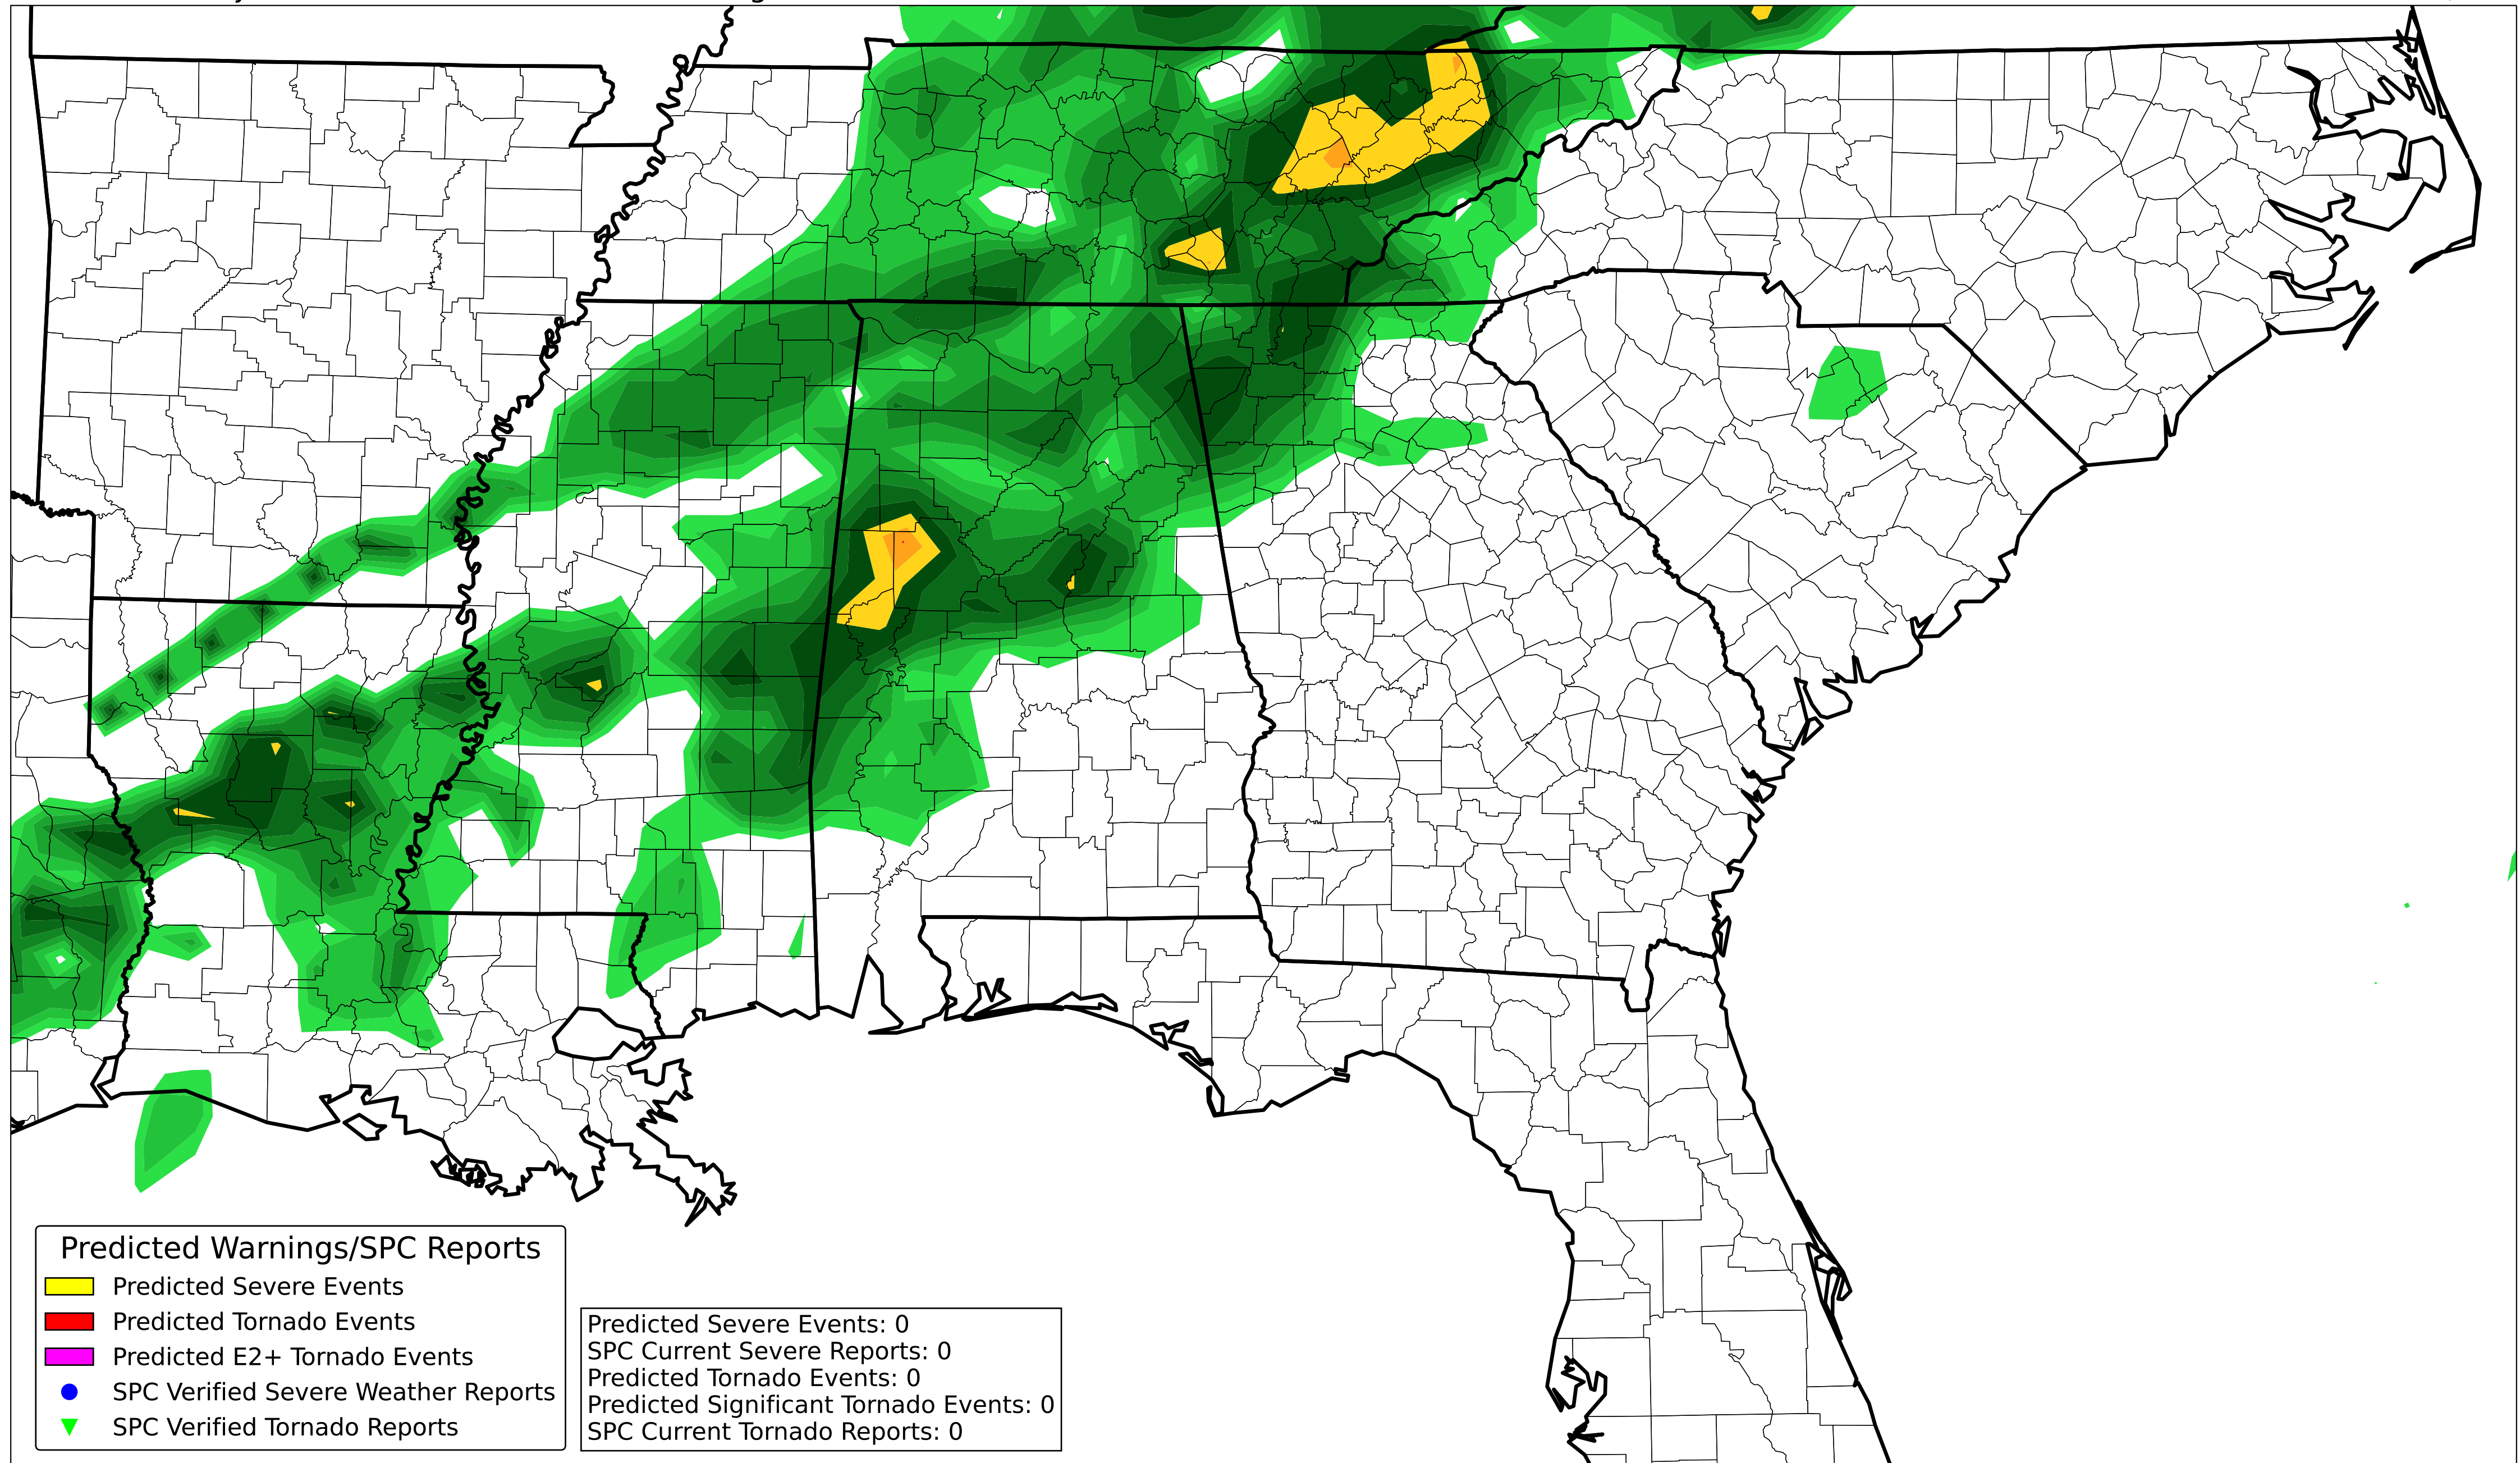 Predicted Warnings/SPC Reports
Predicted Severe Events
Predicted Tornado Events
Predicted E2+ Tornado Events
SPC Verified Severe Weather Reports
SPC Verified Tornado Reports
Predicted Severe Events: 0
SPC Current Severe Reports: 0
Predicted Tornado Events: 0
Predicted Significant Tornado Events: 0
SPC Current Tornado Reports: 0